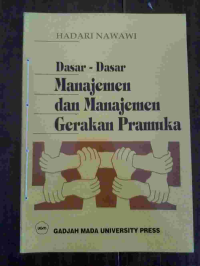 HADARI NAWAWI
Dasar - Dasar
Manajemen
dan Manajemen
Gerakan Pramuka
GADJAH MADA UNIVERSITY PRESS